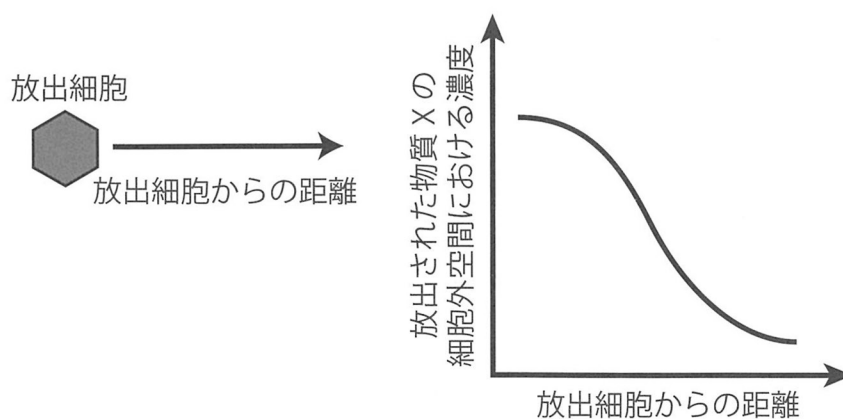 放出細胞
放出細胞からの距離
放出された物質 X の
細胞外空間における濃度
放出細胞からの距離